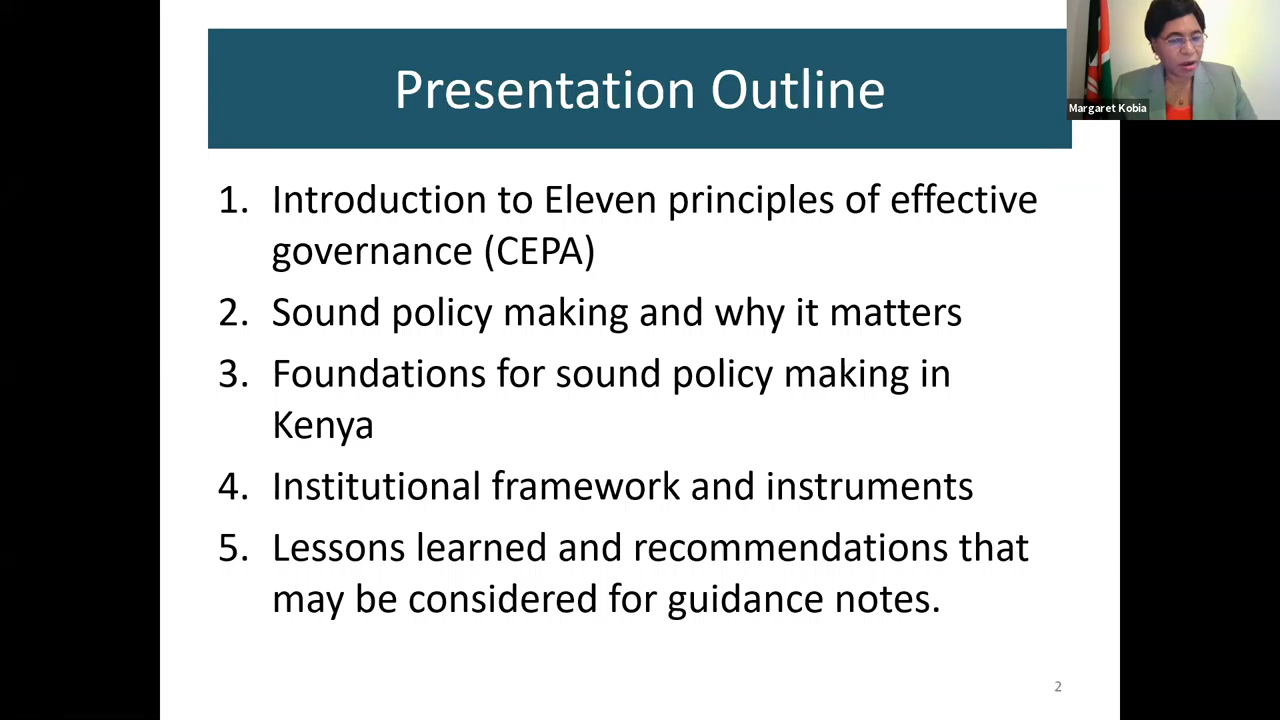 Presentation Outline
Margaret Kobia
1. Introduction to Eleven principles of effective
governance (CEPA)
2. Sound policy making and why it matters
3. Foundations for sound policy making in
Kenya
4. Institutional framework and instruments
5. Lessons learned and recommendations that
may be considered for guidance notes.
2